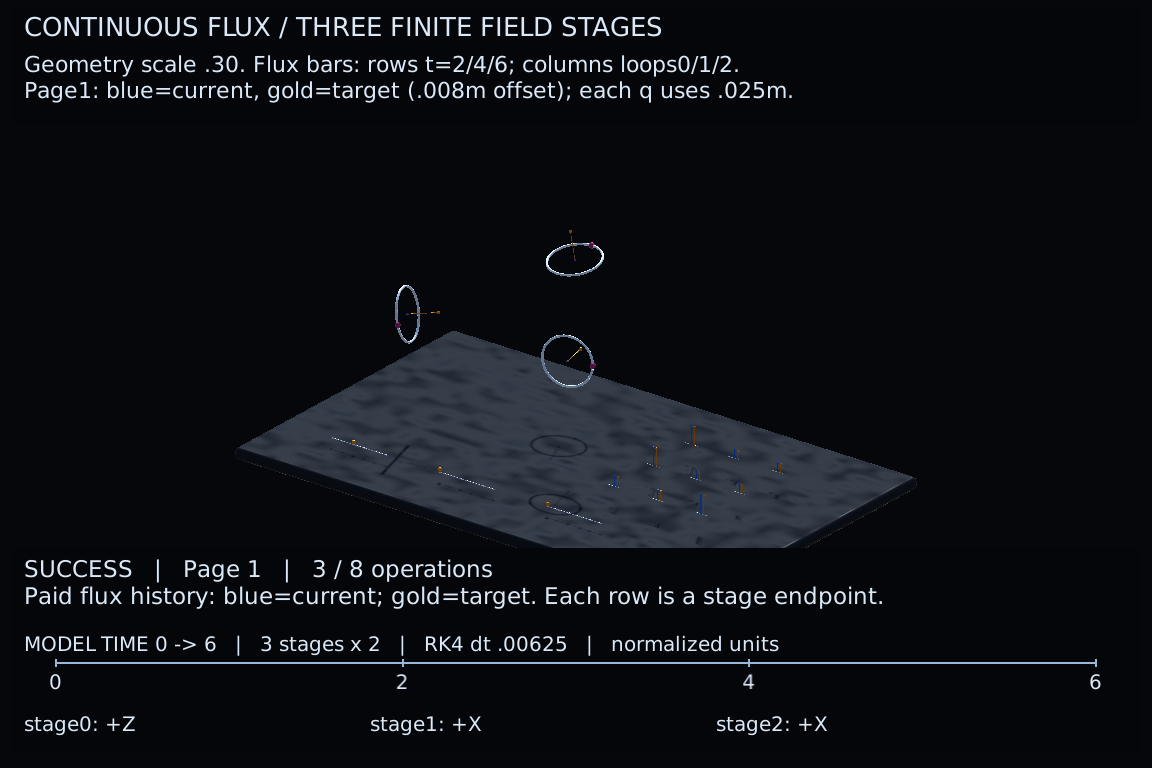 CONTINUOUS FLUX / THREE FINITE FIELD STAGES
Geometry scale .30. Flux bars: rows t=2/4/6; columns loops0/1/2.
Page1: blue=current, gold=target (.008m offset); each q uses .025m.
SUCCESS | Page 1 | 3 / 8 operations
Paid flux history: blue=current; gold=target. Each row is a stage endpoint.
MODEL TIME 0 -> 6 | 3 stages x 2 | RK4 dt .00625 | normalized units
0 2 4 6
stage0: +Z stage1: +X stage2: +X